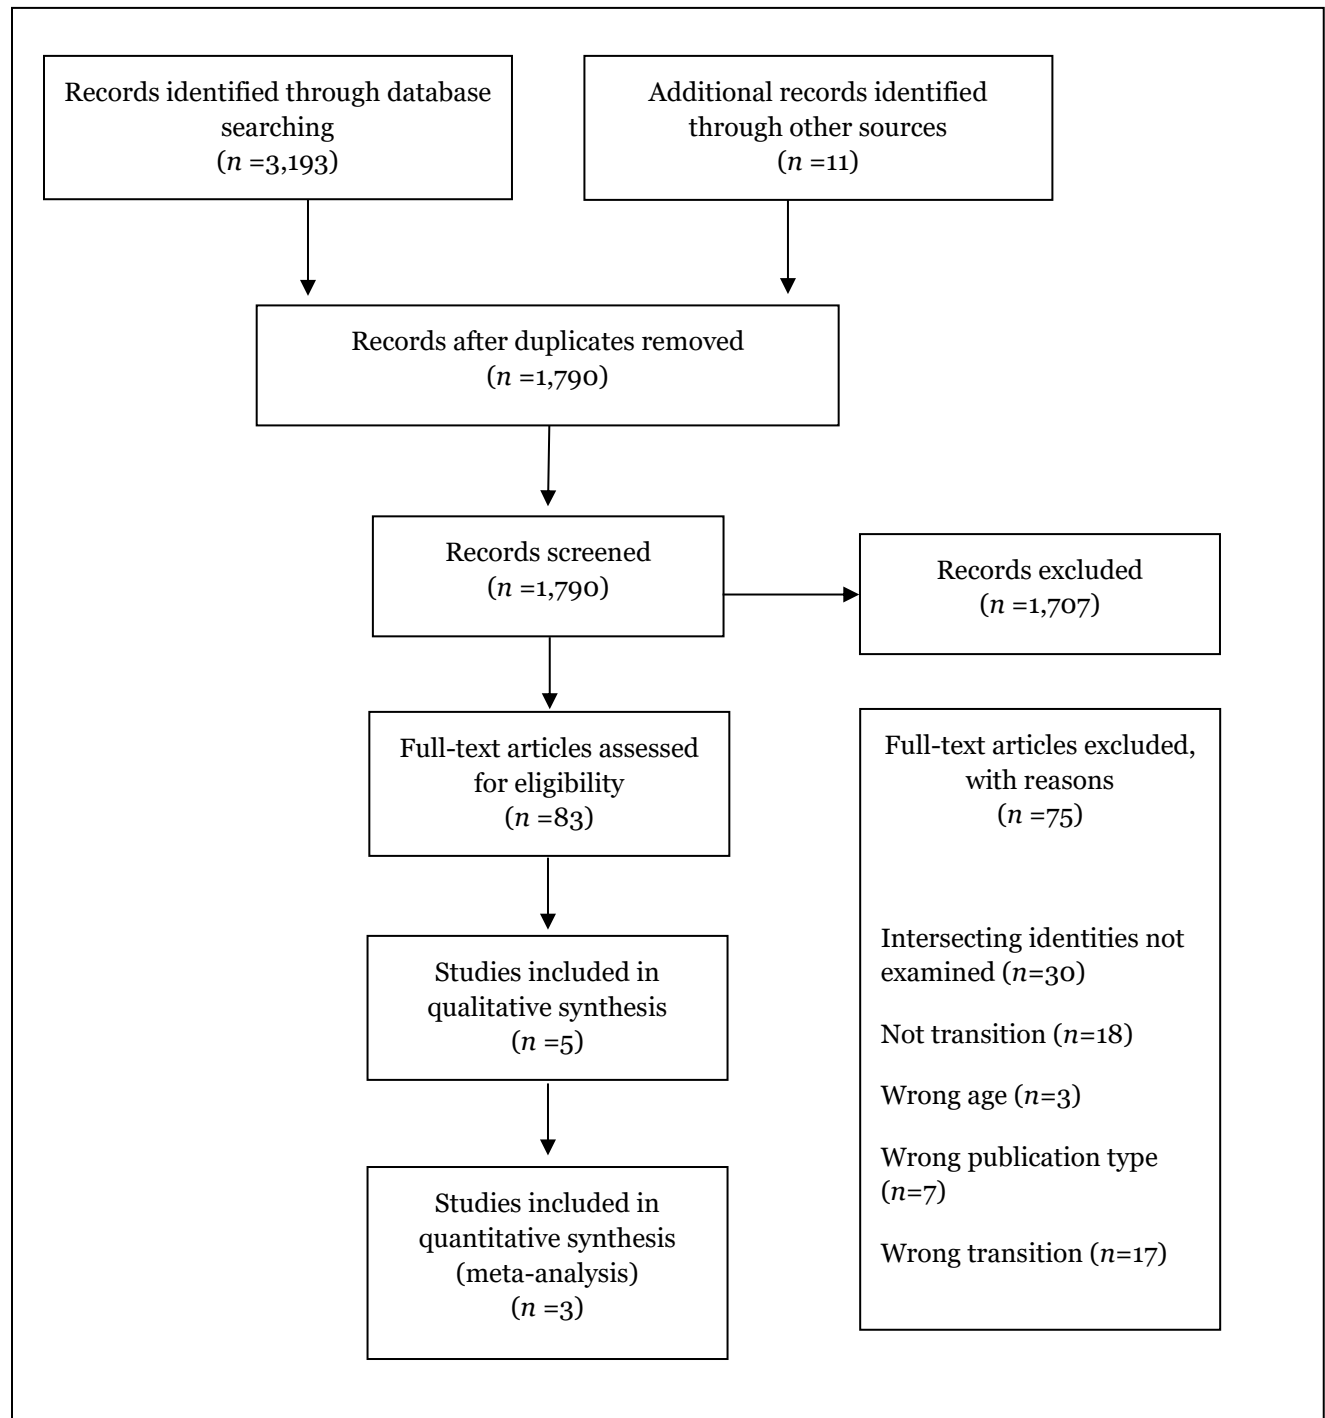 Records identified through database
searching
(n =3,193)
Additional records identified
through other sources
(n =11)
Records after duplicates removed
(n =1,790)
Records screened
(n =1,790)
Records excluded
(n =1,707)
Full-text articles assessed
for eligibility
(n =83)
Full-text articles excluded,
with reasons
(n =75)
Intersecting identities not
examined (n=30)
Not transition (n=18)
Wrong age (n=3)
Wrong publication type
(n=7)
Wrong transition (n=17)
Studies included in
qualitative synthesis
(n =5)
Studies included in
quantitative synthesis
(meta-analysis)
(n =3)